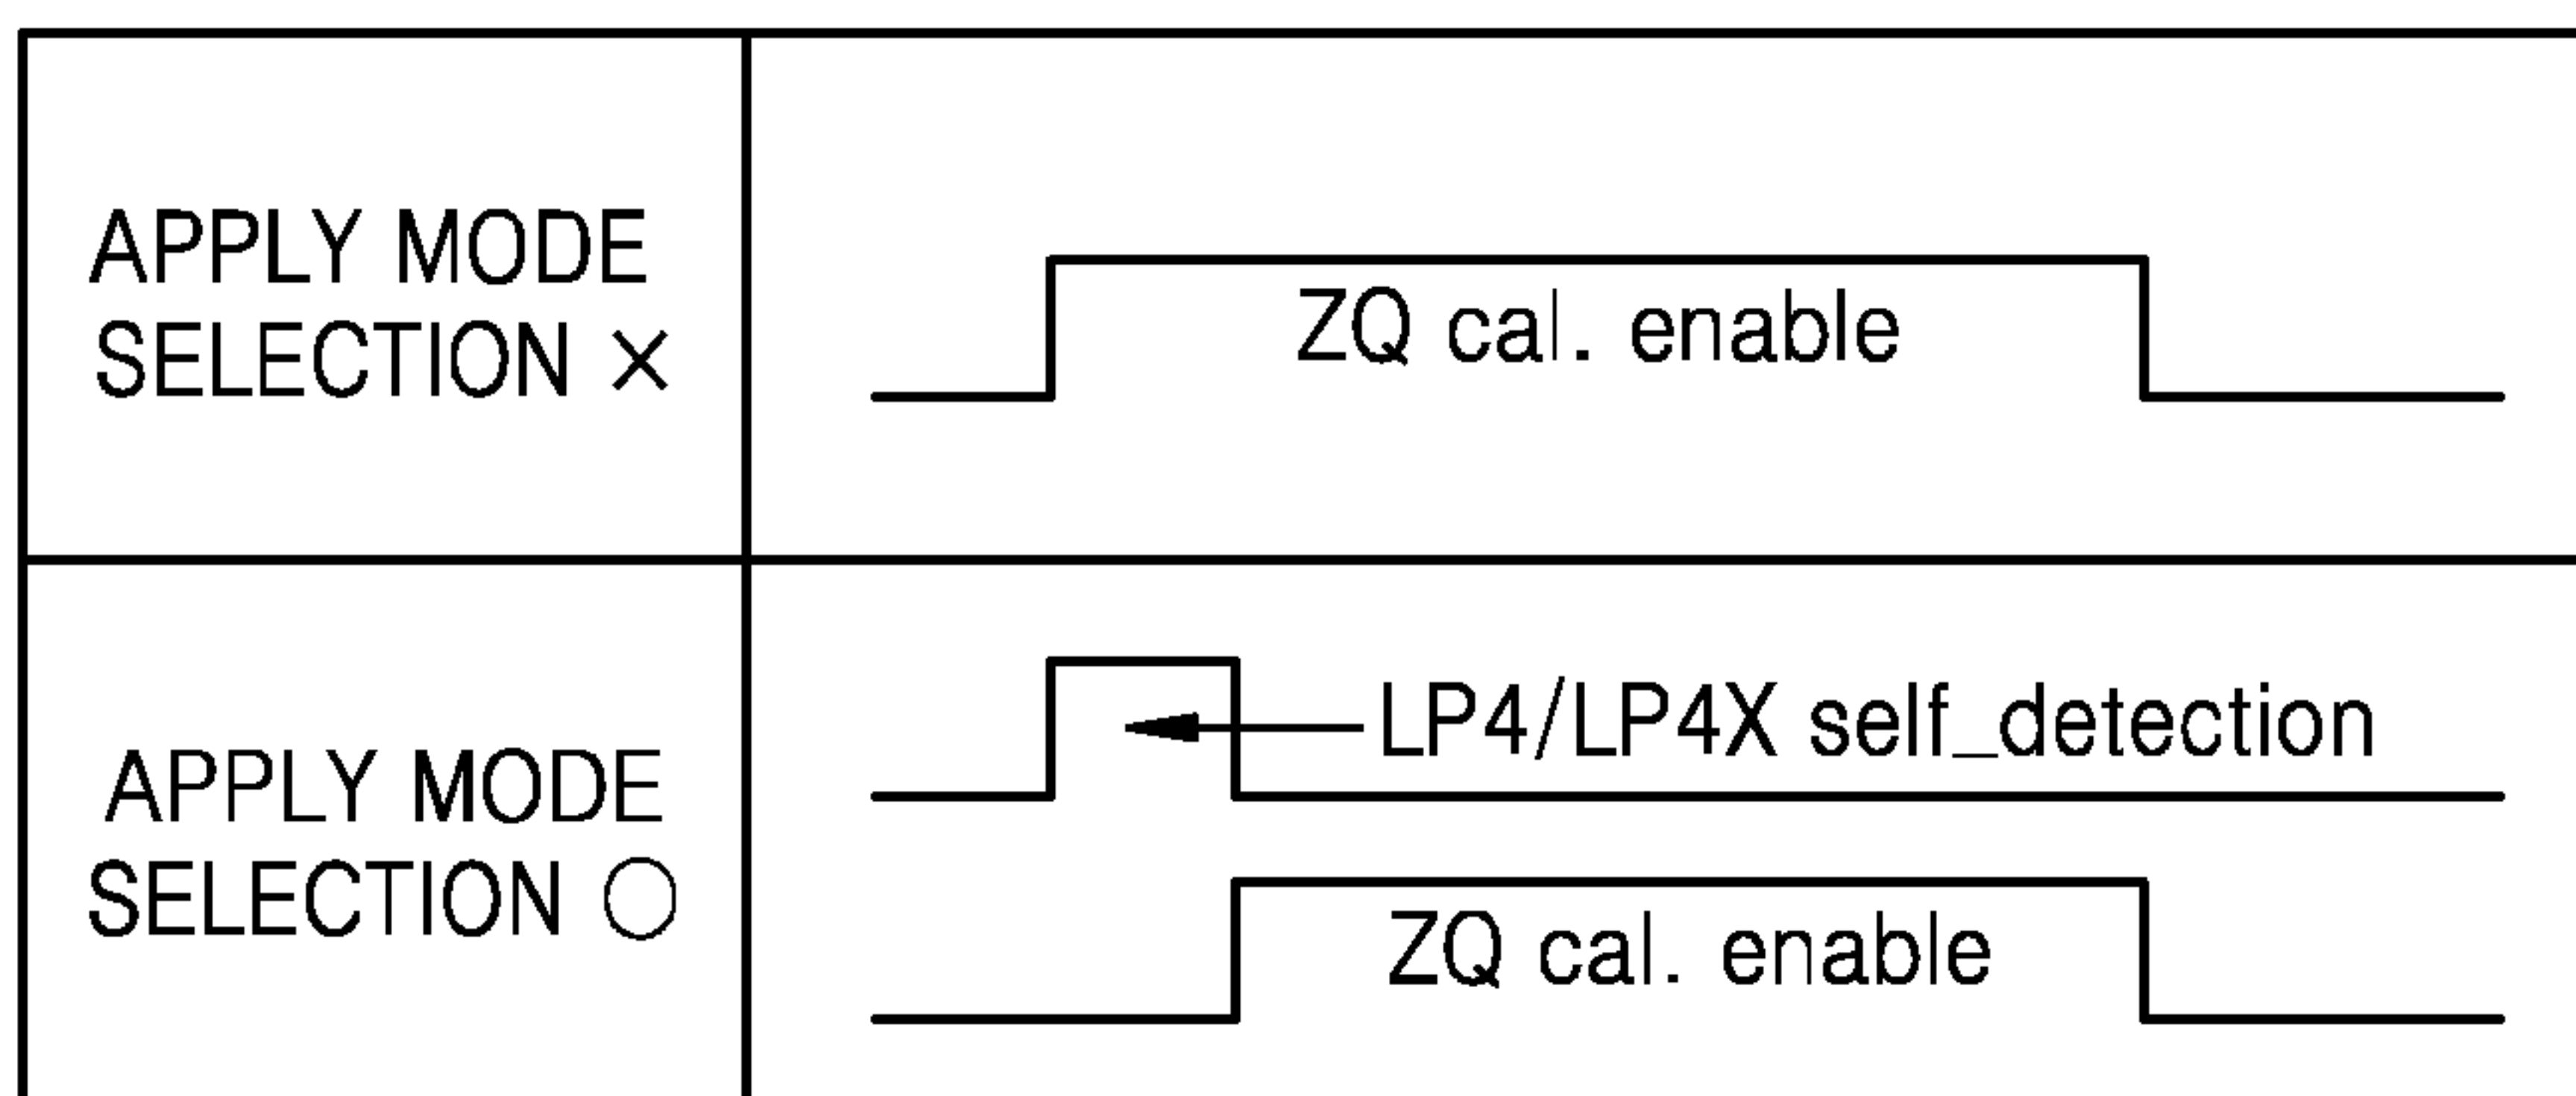 APPLY MODE
SELECTION ×
ZQ cal. enable
APPLY MODE
SELECTION ○
LP4/LP4X self_detection
ZQ cal. enable